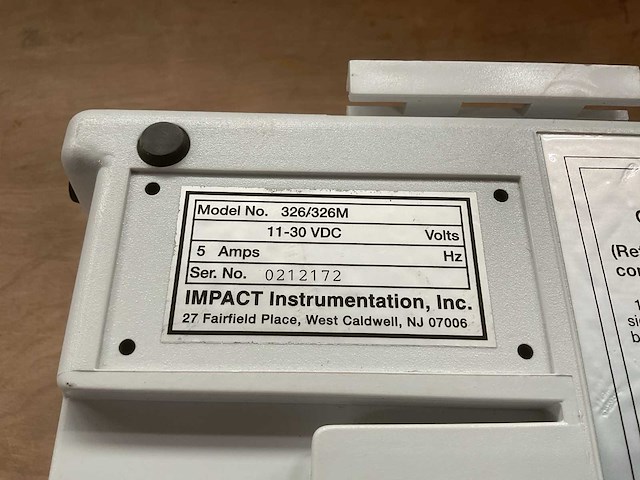 Model No. 326/326M
11-30 VDC Volts
5 Amps Hz
Ser. No. 0212172
IMPACT Instrumentation, Inc.
27 Fairfield Place, West Caldwell, NJ 07006